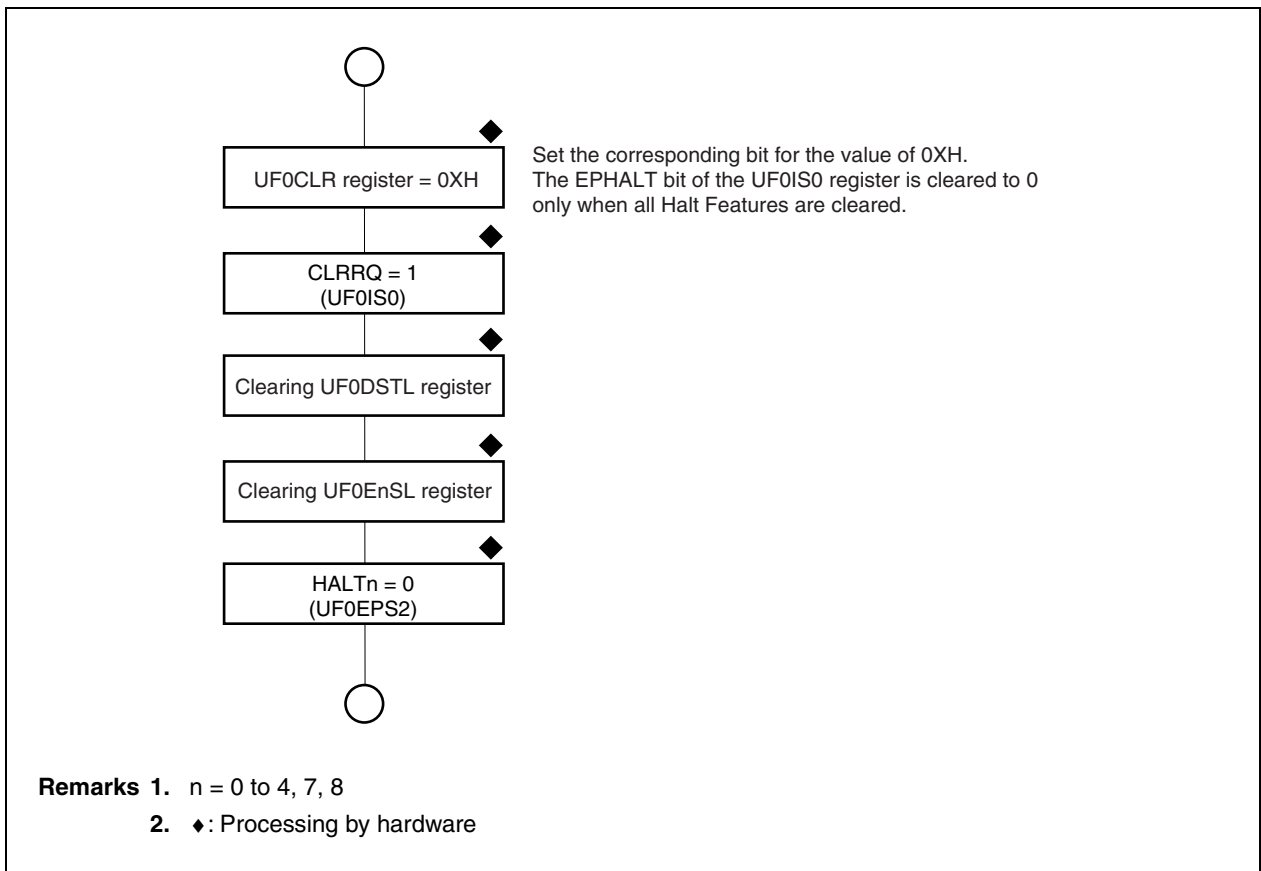 UF0CLR register = 0XH
Set the corresponding bit for the value of 0XH.
The EPHALT bit of the UF0IS0 register is cleared to 0
only when all Halt Features are cleared.
CLRRQ = 1
(UF0IS0)
Clearing UF0DSTL register
Clearing UF0EnSL register
HALTn = 0
(UF0EPS2)
Remarks 1. n = 0 to 4, 7, 8
2. ♦: Processing by hardware